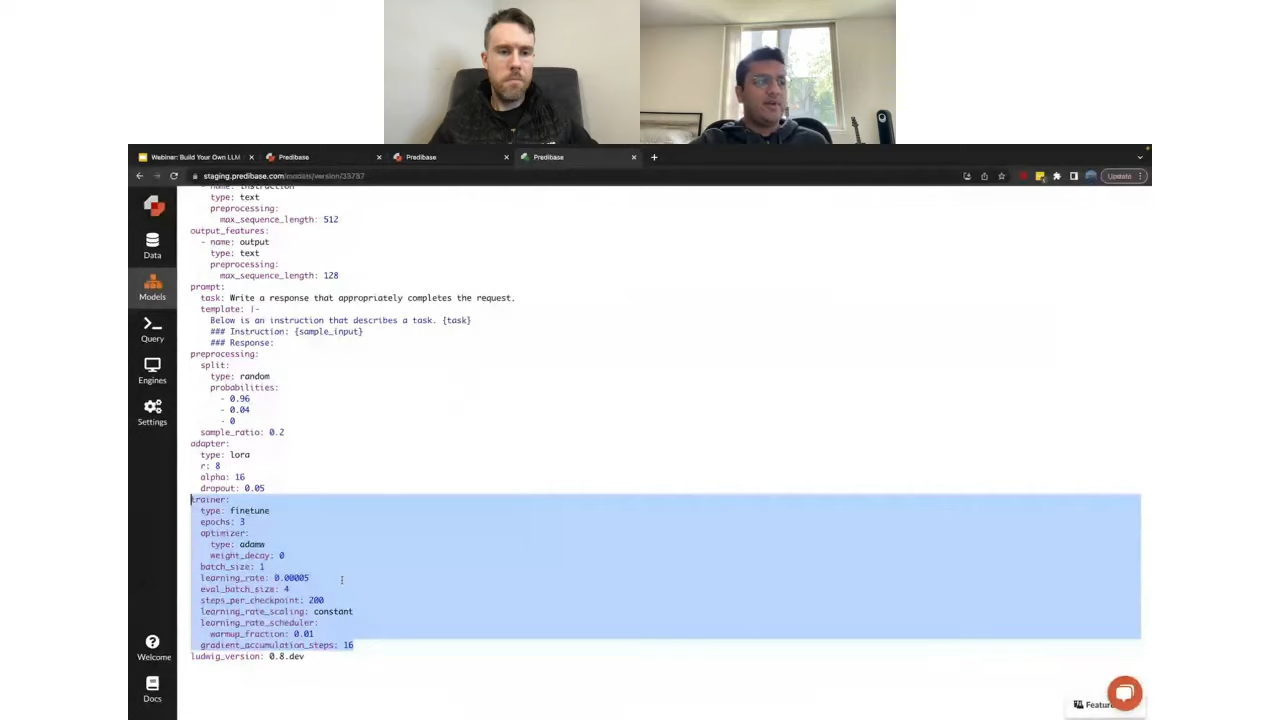 Webinar: Build Your Own LLM
Predibase
Predibase
Predibase
staging.predibase.com/models/version/33737
Update
- name: instruction
type: text
preprocessing:
max_sequence_length: 512
output_features:
- name: output
type: text
preprocessing:
max_sequence_length: 128
prompt:
task: Write a response that appropriately completes the request.
template: |-
Below is an instruction that describes a task. {task}
### Instruction: {sample_input}
### Response:
preprocessing:
split:
type: random
probabilities:
- 0.96
- 0.04
- 0
sample_ratio: 0.2
adapter:
type: lora
r: 8
alpha: 16
dropout: 0.05
trainer:
type: finetune
epochs: 3
optimizer:
type: adamw
weight_decay: 0
batch_size: 1
learning_rate: 0.00005
eval_batch_size: 4
steps_per_checkpoint: 200
learning_rate_scaling: constant
learning_rate_scheduler:
warmup_fraction: 0.01
gradient_accumulation_steps: 16
ludwig_version: 0.8.dev
Data
Models
Query
Engines
Settings
Welcome
Docs